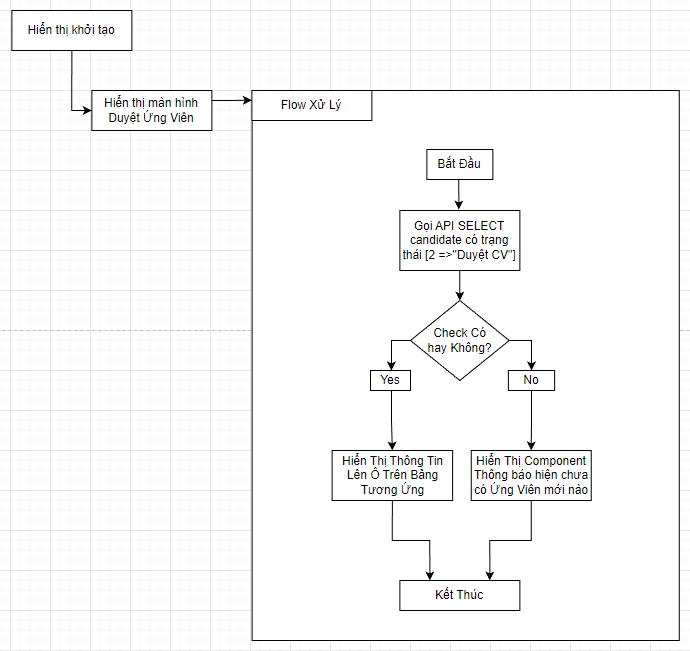 Hiển thị khởi tạo
Hiển thị màn hình
Duyệt Ứng Viên
Flow Xử Lý
Bắt Đầu
Gọi API SELECT
candidate có trạng
thái [2 =>"Duyệt CV"]
Check Có
hay Không?
Yes
No
Hiển Thị Thông Tin
Lên Ô Trên Bảng
Tương Ứng
Hiển Thị Component
Thông báo hiện chưa
có Ứng Viên mới nào
Kết Thúc